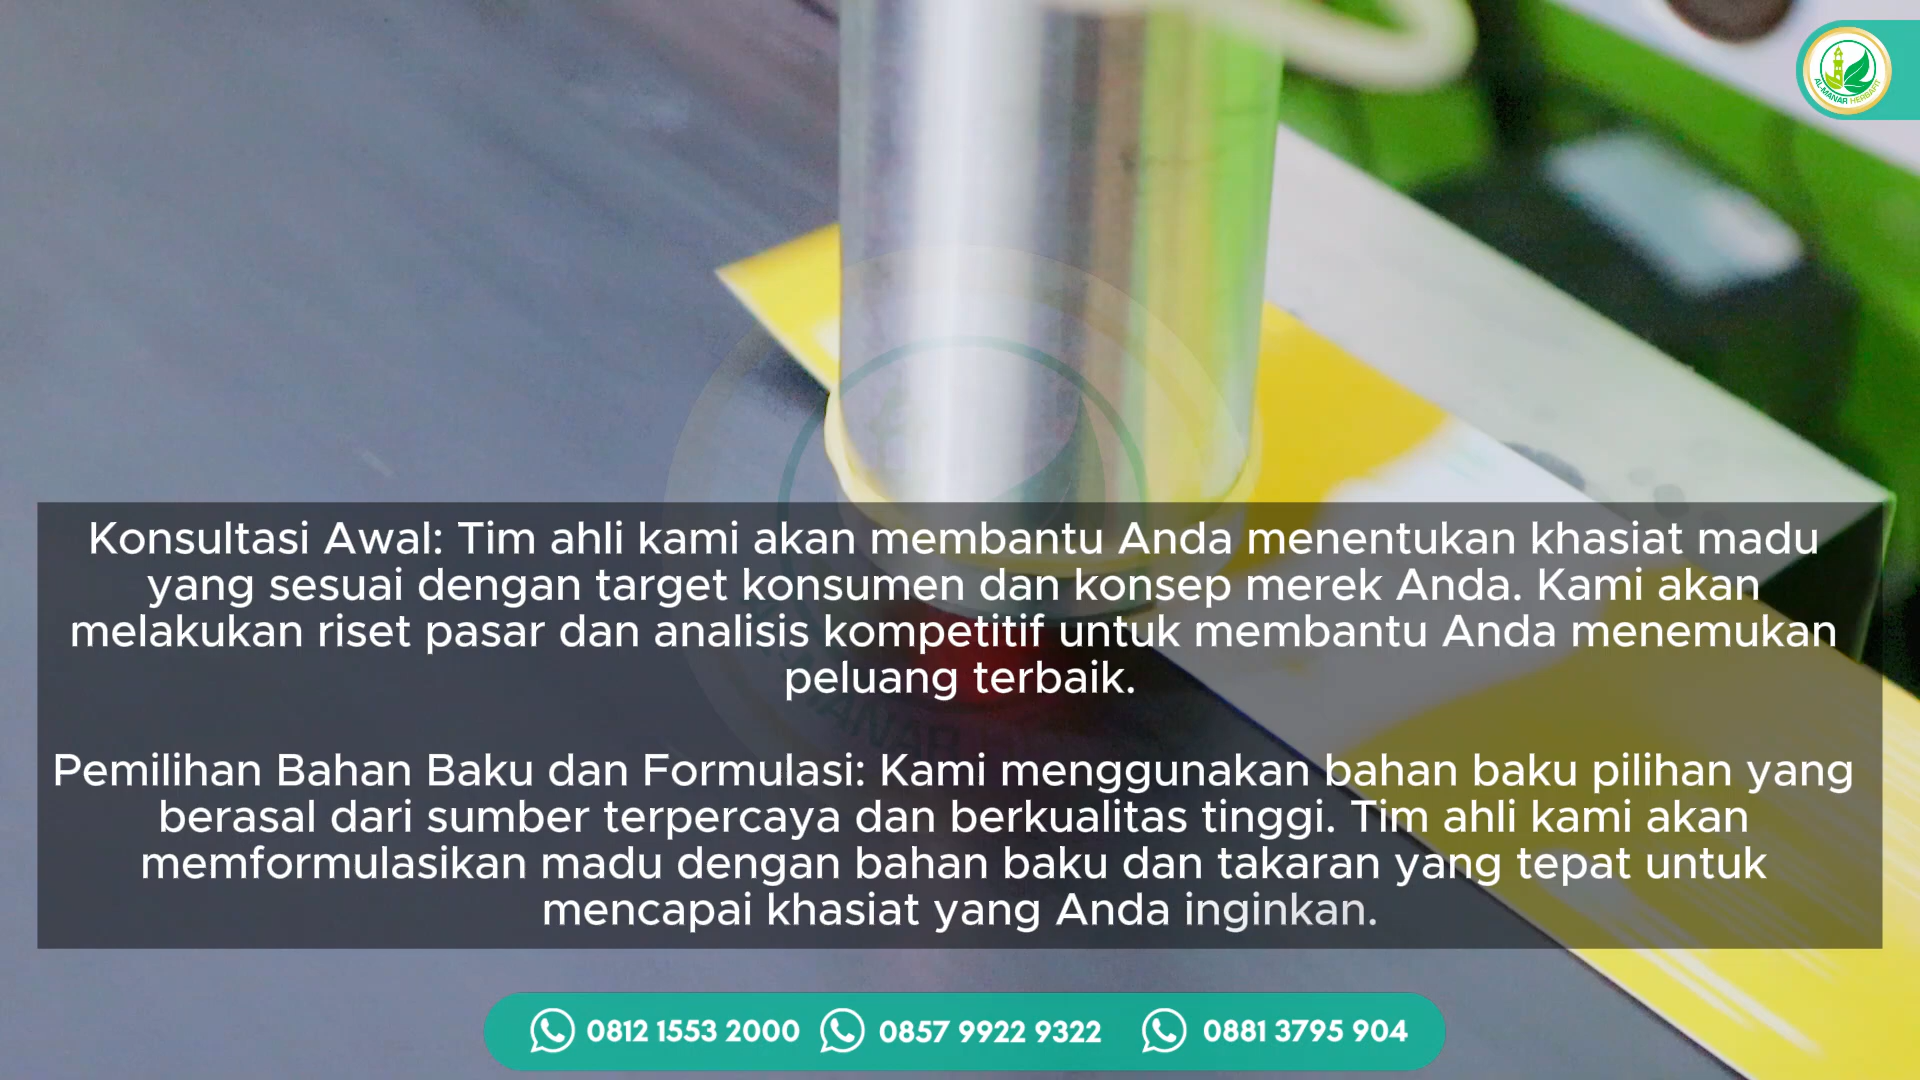 AL-MANAR HERBAFIT
Konsultasi Awal: Tim ahli kami akan membantu Anda menentukan khasiat madu
yang sesuai dengan target konsumen dan konsep merek Anda. Kami akan
melakukan riset pasar dan analisis kompetitif untuk membantu Anda menemukan
peluang terbaik.
Pemilihan Bahan Baku dan Formulasi: Kami menggunakan bahan baku pilihan yang
berasal dari sumber terpercaya dan berkualitas tinggi. Tim ahli kami akan
memformulasikan madu dengan bahan baku dan takaran yang tepat untuk
mencapai khasiat yang Anda inginkan.
0812 1553 2000 0857 9922 9322 0881 3795 904